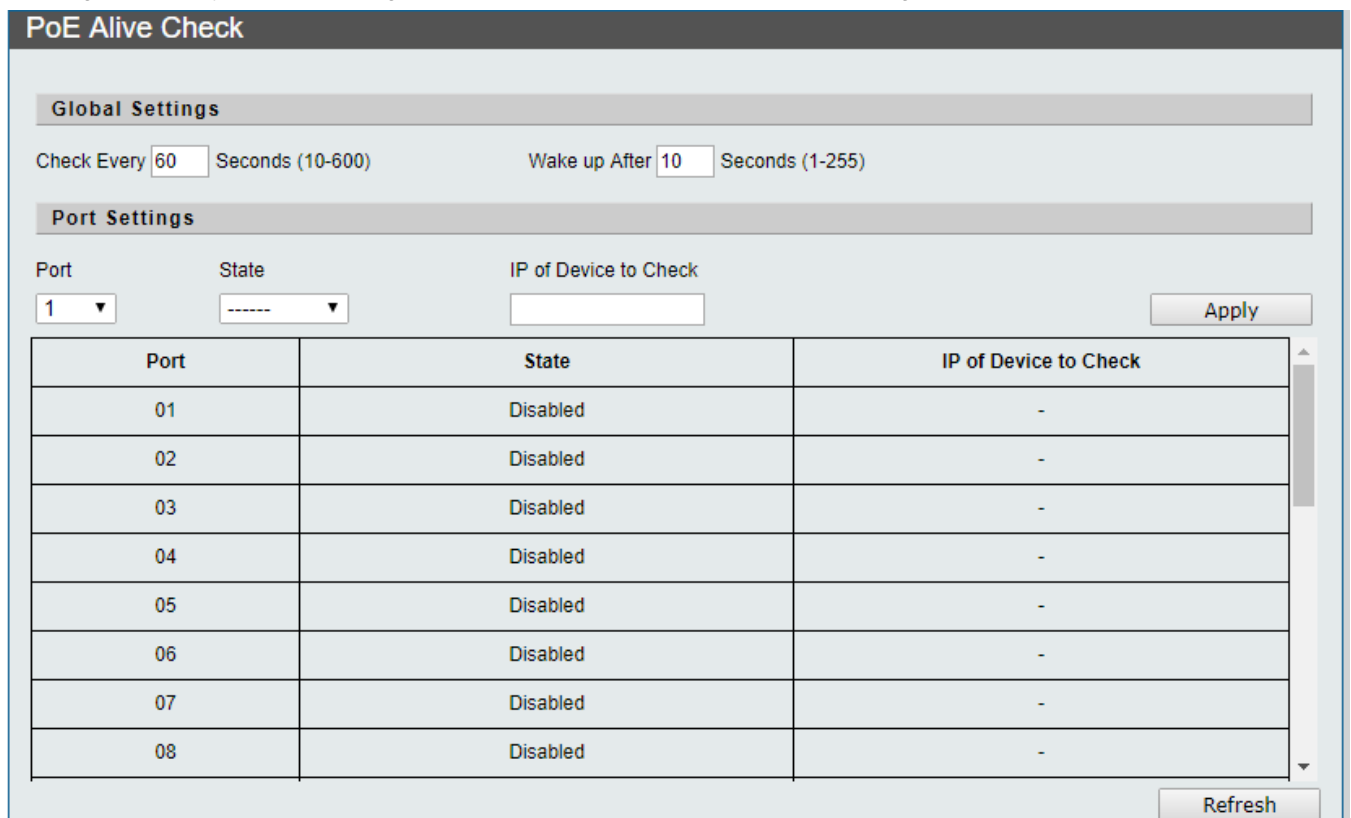 PoE Alive Check
Global Settings
Check Every 60 Seconds (10-600) Wake up After 10 Seconds (1-255)
Port Settings
Port State IP of Device to Check
1 ------ Apply
Port State IP of Device to Check
01 Disabled -
02 Disabled -
03 Disabled -
04 Disabled -
05 Disabled -
06 Disabled -
07 Disabled -
08 Disabled -
Refresh